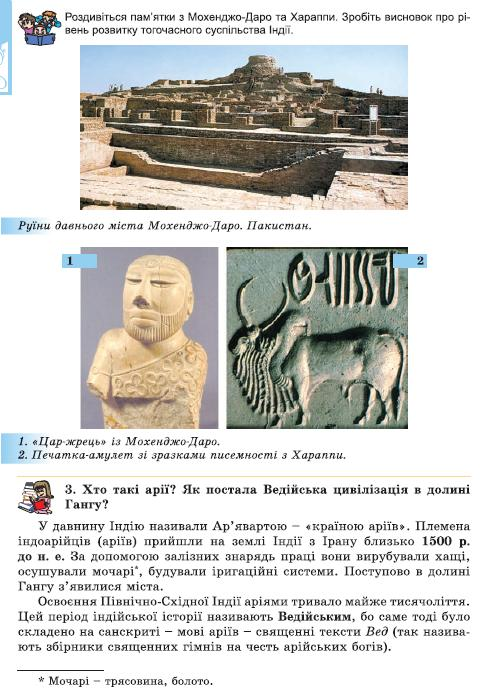 Роздивіться пам'ятки з Мохенджо-Даро та Хараппи. Зробіть висновок про рі-
вень розвитку тогочасного суспільства Індії.
Руїни давнього міста Мохенджо-Даро. Пакистан.
1
2
1. «Цар-жрець» із Мохенджо-Даро.
2. Печатка-амулет зі зразками писемності з Хараппи.
3. Хто такі арії? Як постала Ведійська цивілізація в долині
Гангу?
У давнину Індію називали Ар'явартою – «країною аріїв». Племена
індоарійців (аріїв) прийшли на землі Індії з Ірану близько 1500 р.
до н. е. За допомогою залізних знарядь праці вони вирубували хащі,
осушували мочарі*, будували іригаційні системи. Поступово в долині
Гангу з'явилися міста.
Освоєння Північно-Східної Індії аріями тривало майже тисячоліття.
Цей період індійської історії називають Ведійським, бо саме тоді було
складено на санскриті – мові аріїв – священні тексти Вед (так назива-
ють збірники священних гімнів на честь арійських богів).
* Мочарі – трясовина, болото.